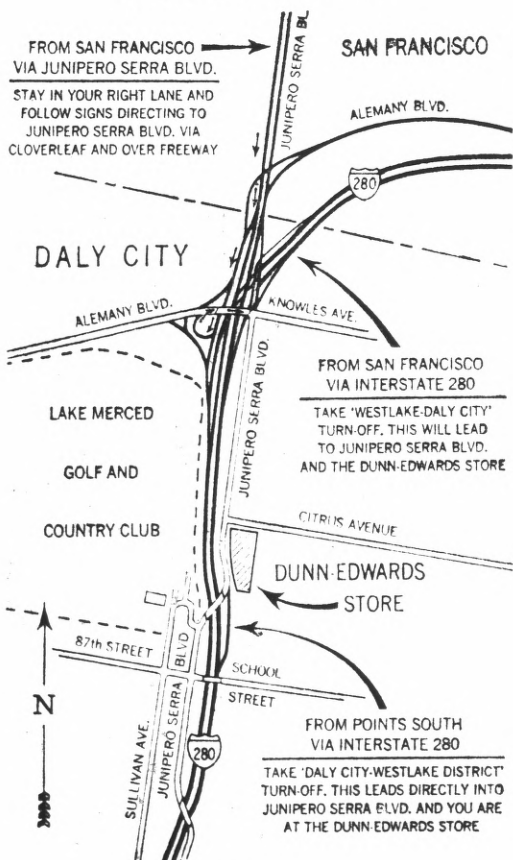 FROM SAN FRANCISCO
VIA JUNIPERO SERRA BLVD.
STAY IN YOUR RIGHT LANE AND
FOLLOW SIGNS DIRECTING TO
JUNIPERO SERRA BLVD. VIA
CLOVERLEAF AND OVER FREEWAY
JUNIPERO SERRA BL.
SAN FRANCISCO
ALEMANY BLVD.
280
DALY CITY
ALEMANY BLVD.
KNOWLES AVE.
JUNIPERO SERRA BLVD.
FROM SAN FRANCISCO
VIA INTERSTATE 280
TAKE 'WESTLAKE-DALY CITY'
TURN-OFF. THIS WILL LEAD
TO JUNIPERO SERRA BLVD.
AND THE DUNN-EDWARDS STORE
LAKE MERCED
GOLF AND
COUNTRY CLUB
CITRUS AVENUE
DUNN-EDWARDS
STORE
87th STREET
SCHOOL
STREET
N
SULLIVAN AVE.
JUNIPERO SERRA BLVD
280
FROM POINTS SOUTH
VIA INTERSTATE 280
TAKE 'DALY CITY-WESTLAKE DISTRICT'
TURN-OFF. THIS LEADS DIRECTLY INTO
JUNIPERO SERRA BLVD. AND YOU ARE
AT THE DUNN-EDWARDS STORE